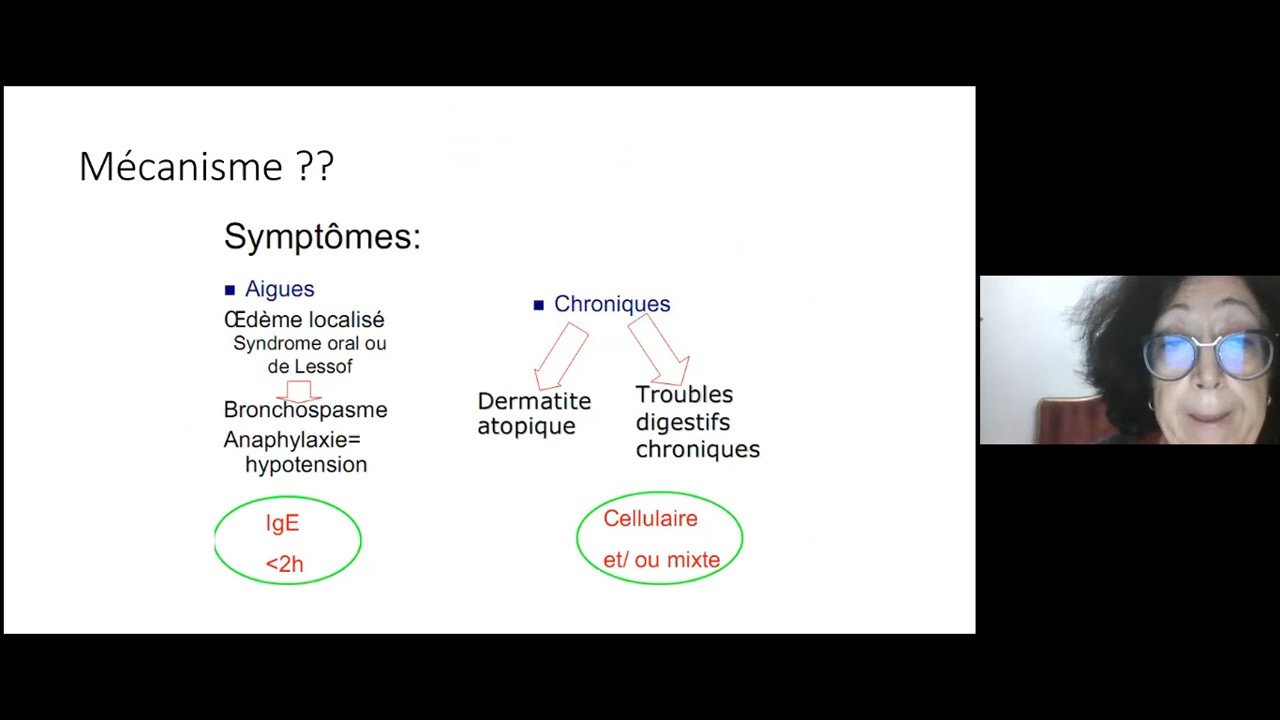 Mécanisme ??
Symptômes:
Aigues
Œdème localisé
Syndrome oral ou
de Lessof
Bronchospasme
Anaphylaxie=
hypotension
IgE
<2h
Chroniques
Dermatite
atopique
Troubles
digestifs
chroniques
Cellulaire
et/ ou mixte